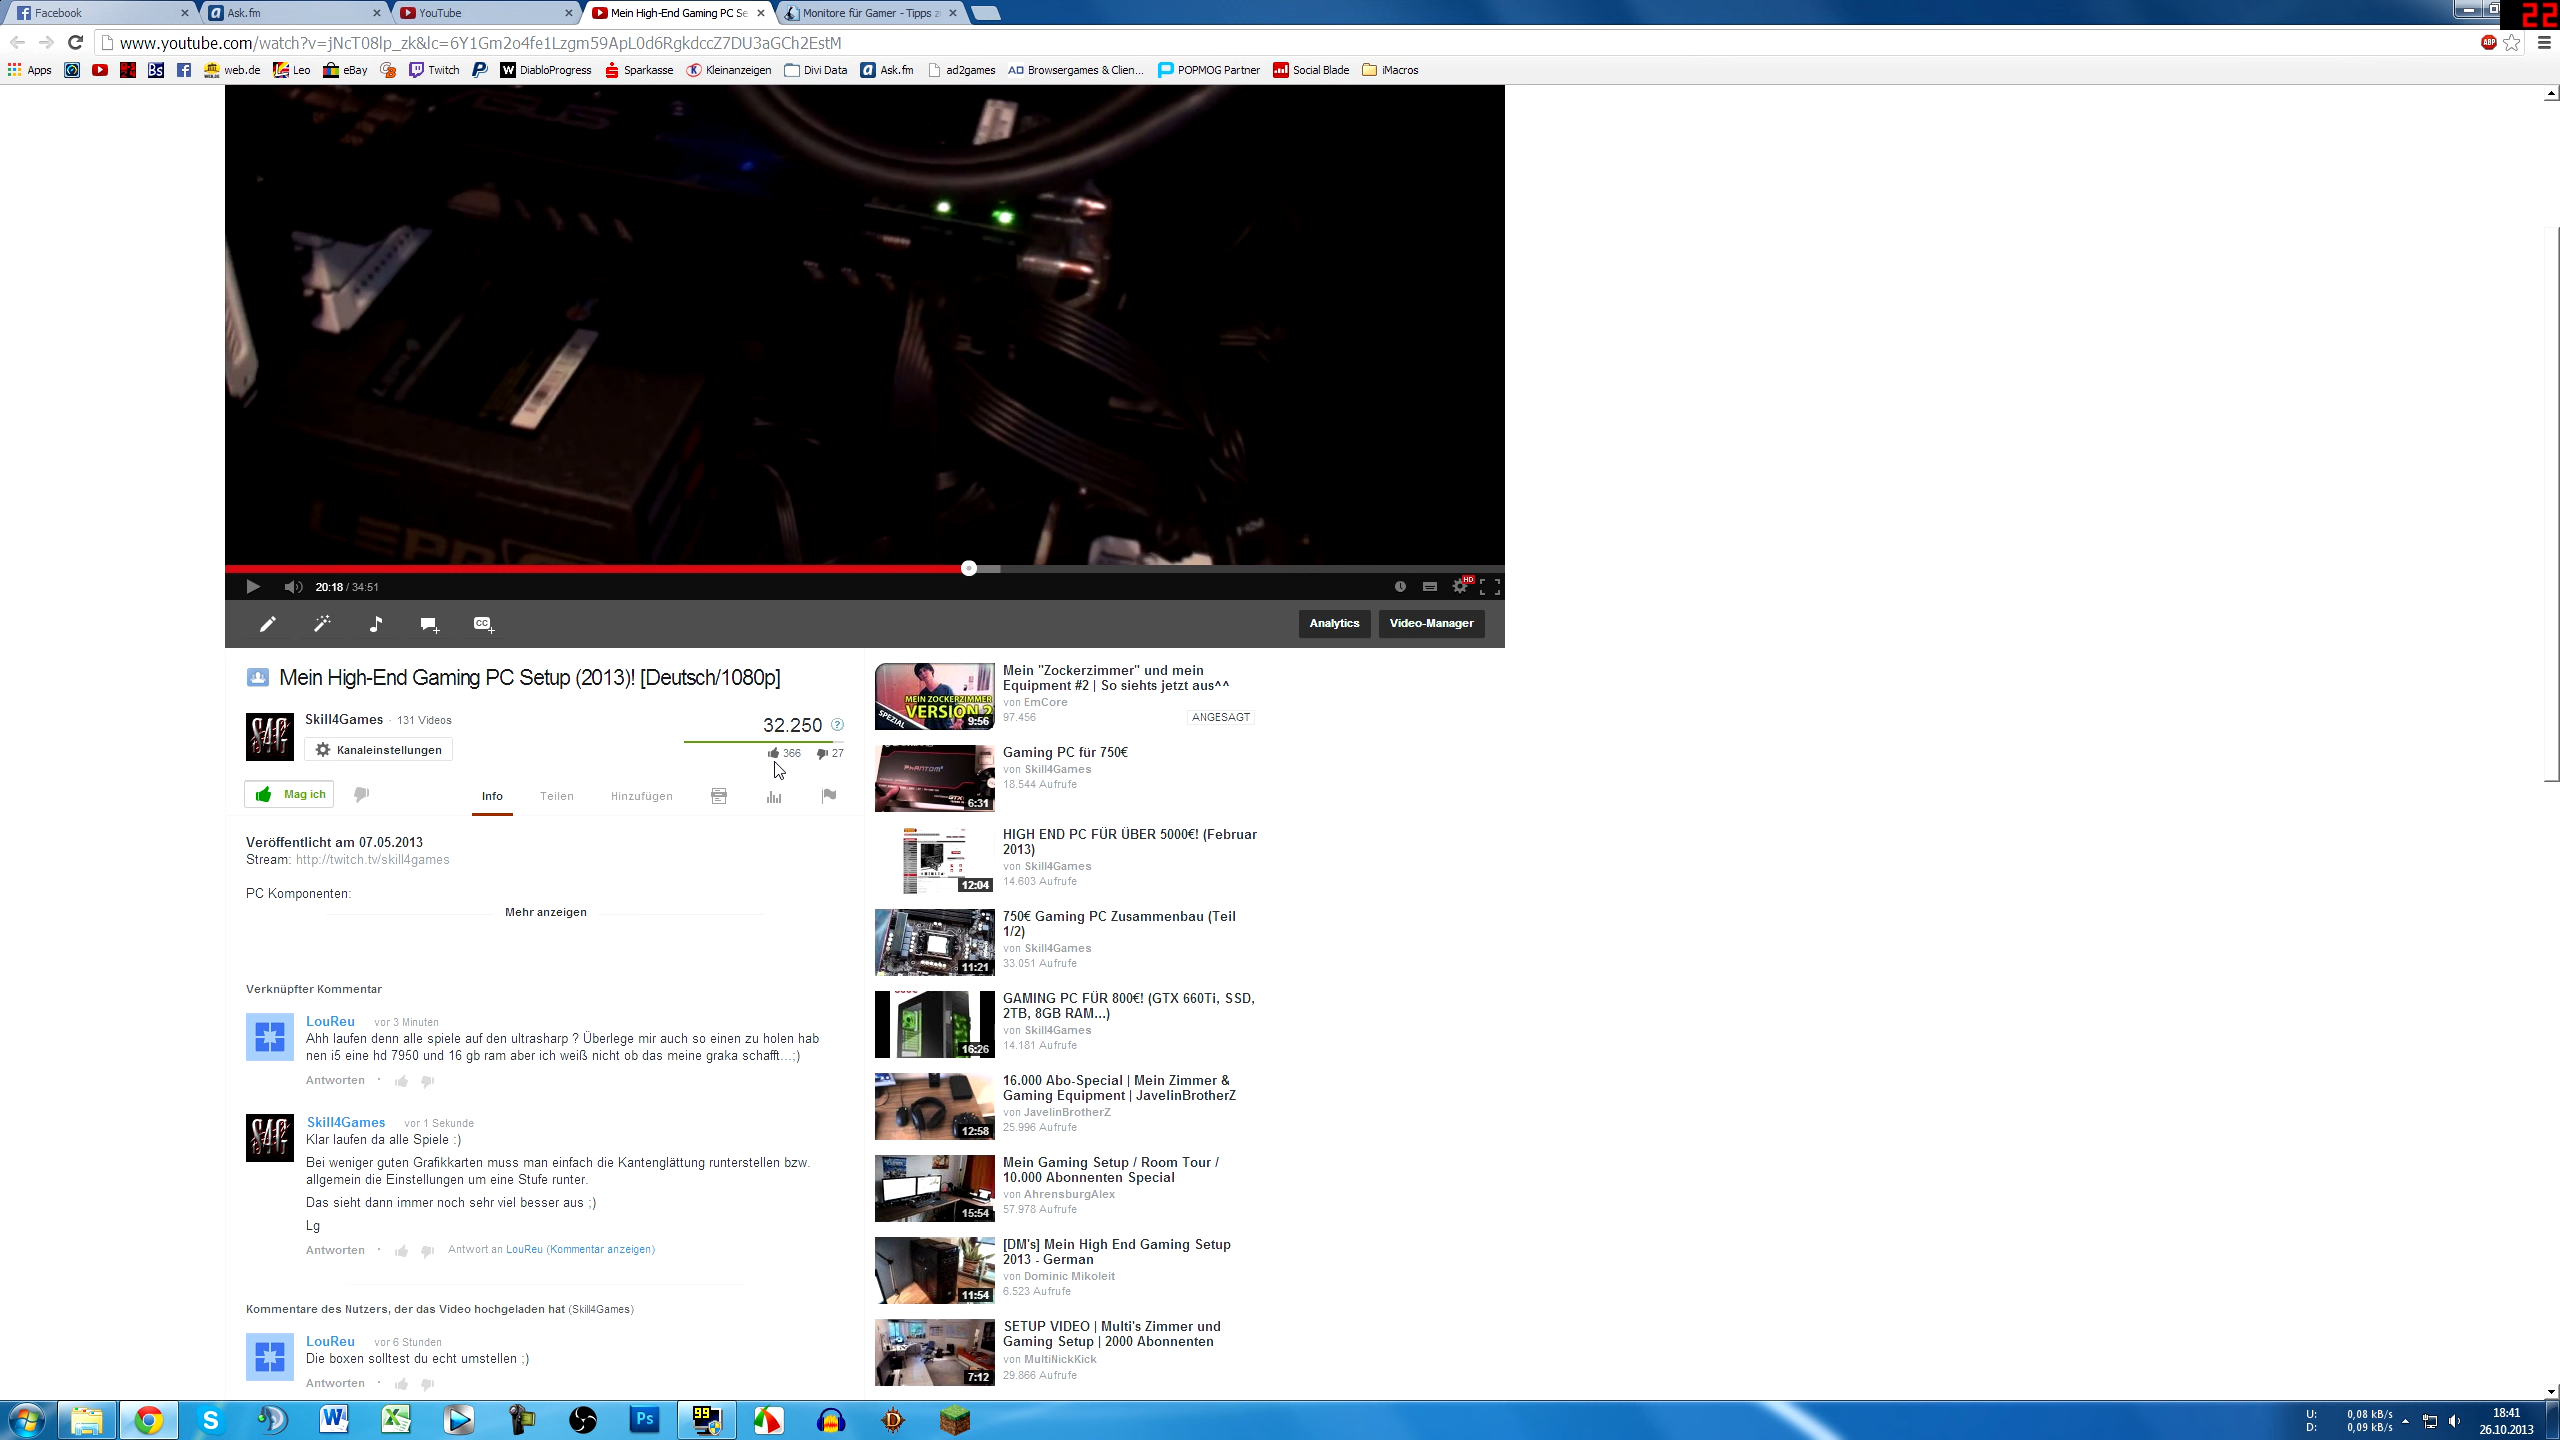 Facebook
Ask.fm
YouTube
Mein High-End Gaming PC Se
Monitore für Gamer - Tipps z
22
www.youtube.com/watch?v=jNcT08lp_zk&lc=6Y1Gm2o4fe1Lzgm59ApL0d6RgkdccZ7DU3aGCh2EstM
ABP
Apps
Bs
web.de
Leo
eBay
Twitch
DiabloProgress
Sparkasse
Kleinanzeigen
Divi Data
Ask.fm
ad2games
AD Browsergames & Clien...
POPMOG Partner
Social Blade
iMacros
20:18 / 34:51
HD
CC
Analytics
Video-Manager
Mein High-End Gaming PC Setup (2013)! [Deutsch/1080p]
S4G
Skill4Games · 131 Videos
Kanaleinstellungen
32.250
?
366
27
Mag ich
Info
Teilen
Hinzufügen
Veröffentlicht am 07.05.2013
Stream: http://twitch.tv/skill4games
PC Komponenten:
Mehr anzeigen
Verknüpfter Kommentar
LouReu vor 3 Minuten
Ahh laufen denn alle spiele auf den ultrasharp ? Überlege mir auch so einen zu holen hab
nen i5 eine hd 7950 und 16 gb ram aber ich weiß nicht ob das meine graka schafft...;)
Antworten ·
S4G
Skill4Games vor 1 Sekunde
Klar laufen da alle Spiele :)
Bei weniger guten Grafikkarten muss man einfach die Kantenglättung runterstellen bzw.
allgemein die Einstellungen um eine Stufe runter.
Das sieht dann immer noch sehr viel besser aus ;)
Lg
Antworten · Antwort an LouReu (Kommentar anzeigen)
Kommentare des Nutzers, der das Video hochgeladen hat (Skill4Games)
LouReu vor 6 Stunden
Die boxen solltest du echt umstellen ;)
Antworten ·
MEIN ZOCKERZIMMER
VERSION 2
SPEZIAL
9:56
Mein "Zockerzimmer" und mein
Equipment #2 | So siehts jetzt aus^^
von EmCore
97.456
ANGESAGT
PHANTOM
GTX
6:31
Gaming PC für 750€
von Skill4Games
18.544 Aufrufe
12:04
HIGH END PC FÜR ÜBER 5000€! (Februar
2013)
von Skill4Games
14.603 Aufrufe
11:21
750€ Gaming PC Zusammenbau (Teil
1/2)
von Skill4Games
33.051 Aufrufe
16:26
GAMING PC FÜR 800€! (GTX 660Ti, SSD,
2TB, 8GB RAM...)
von Skill4Games
14.181 Aufrufe
12:58
16.000 Abo-Special | Mein Zimmer &
Gaming Equipment | JavelinBrotherZ
von JavelinBrotherZ
25.996 Aufrufe
15:54
Mein Gaming Setup / Room Tour /
10.000 Abonnenten Special
von AhrensburgAlex
57.978 Aufrufe
11:54
[DM's] Mein High End Gaming Setup
2013 - German
von Dominic Mikoleit
6.523 Aufrufe
7:12
SETUP VIDEO | Multi's Zimmer und
Gaming Setup | 2000 Abonnenten
von MultiNickKick
29.866 Aufrufe
Ps
99
U: 0,08 kB/s
D: 0,09 kB/s
18:41
26.10.2013